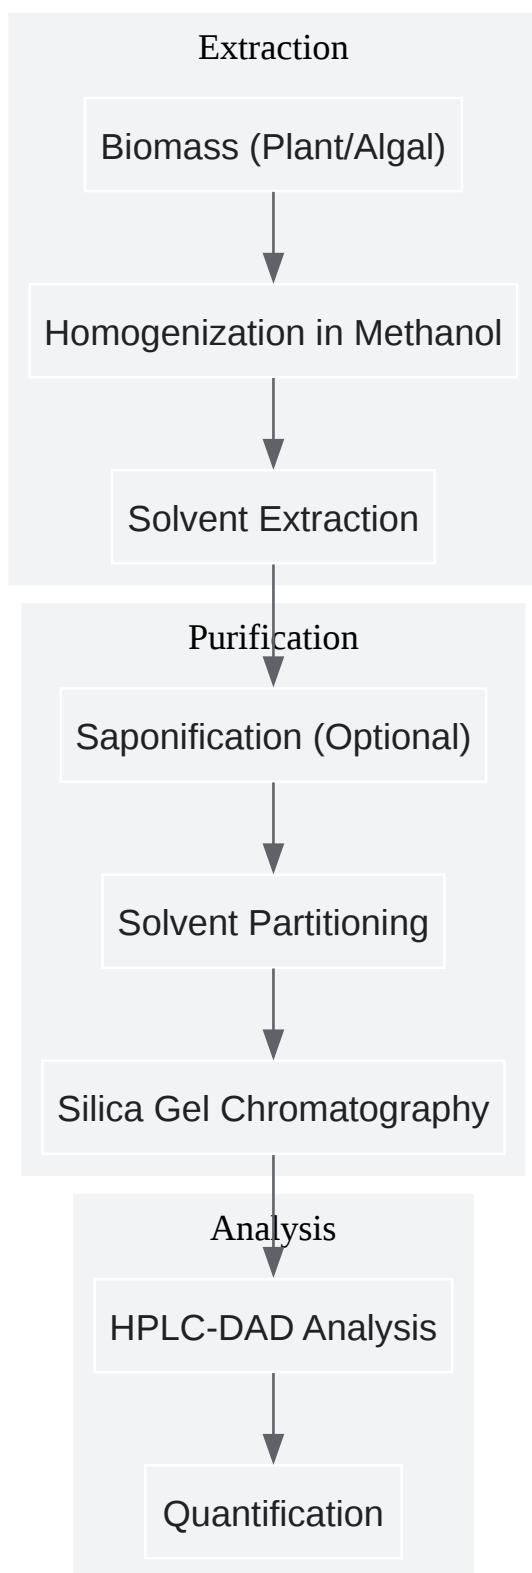 Extraction
Biomass (Plant/Algal)
Homogenization in Methanol
Solvent Extraction
Purification
Saponification (Optional)
Solvent Partitioning
Silica Gel Chromatography
Analysis
HPLC-DAD Analysis
Quantification